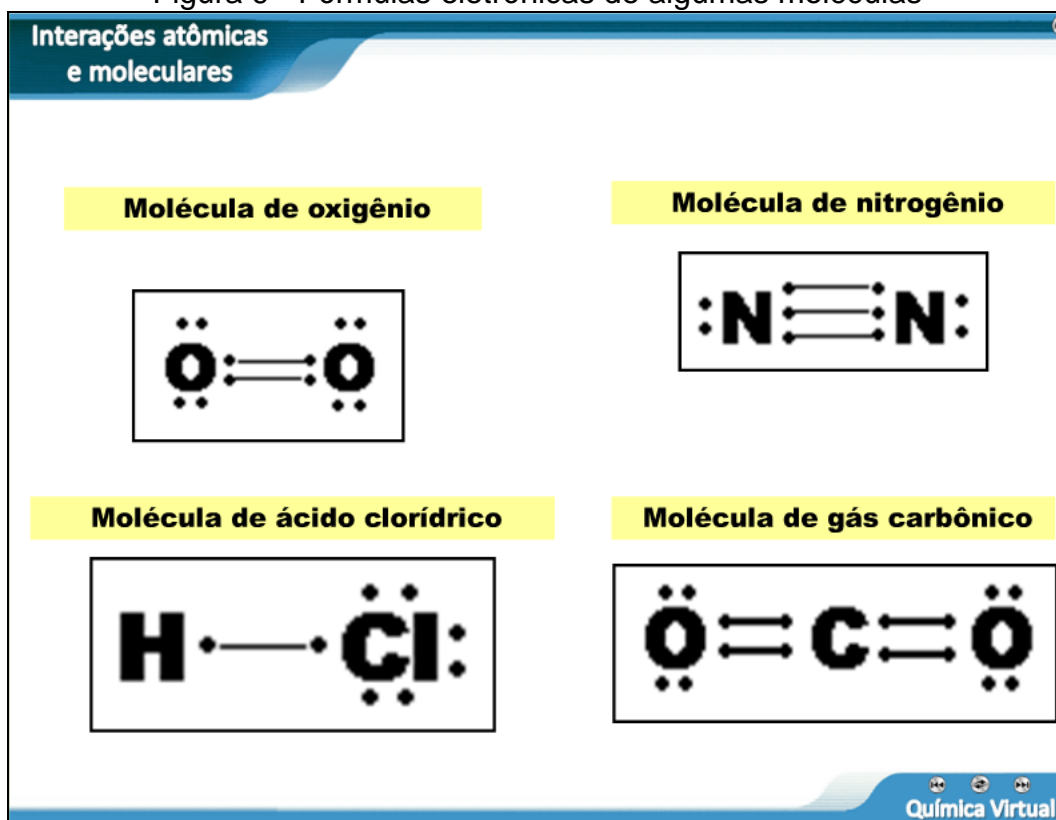 Interações atômicas
e moleculares
Molécula de oxigênio
Molécula de nitrogênio
O O
:N N:
Molécula de ácido clorídrico
Molécula de gás carbônico
H Cl:
O C O
Química Virtual